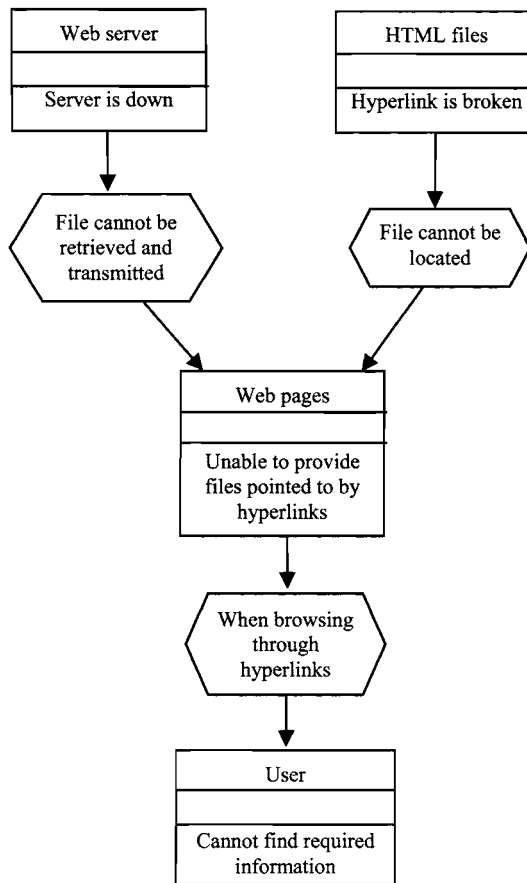 Web server
Server is down
HTML files
Hyperlink is broken
File cannot be
retrieved and
transmitted
File cannot be
located
Web pages
Unable to provide
files pointed to by
hyperlinks
When browsing
through
hyperlinks
User
Cannot find required
information